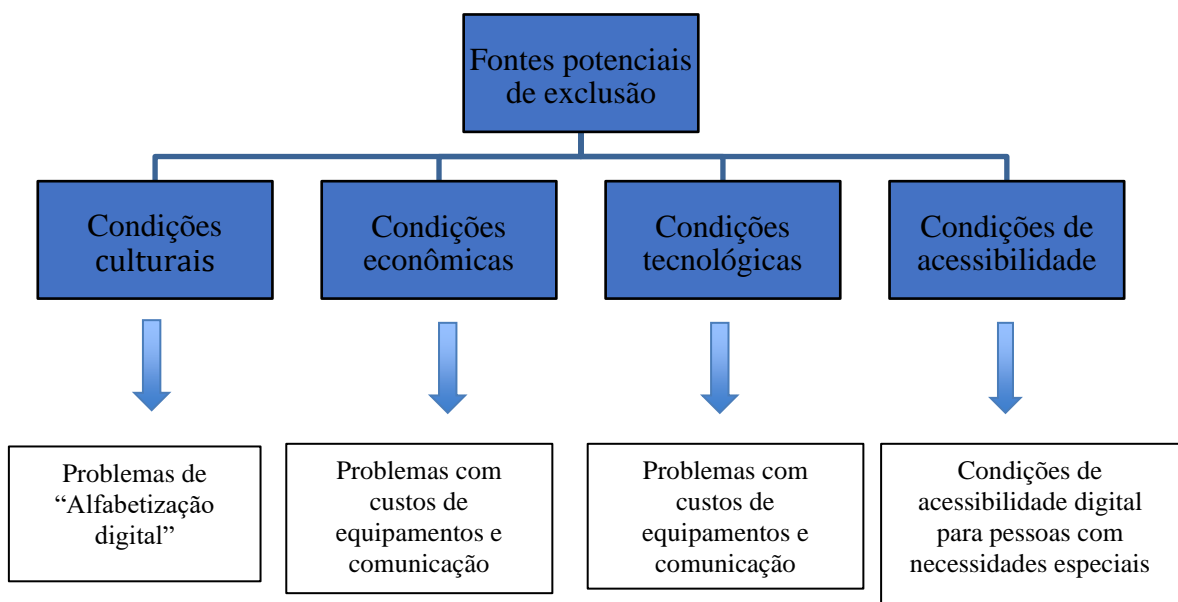 Fontes potenciais
de exclusão
Condições
culturais
Condições
econômicas
Condições
tecnológicas
Condições de
acessibilidade
Problemas de
“Alfabetização
digital”
Problemas com
custos de
equipamentos e
comunicação
Problemas com
custos de
equipamentos e
comunicação
Condições de
acessibilidade digital
para pessoas com
necessidades especiais